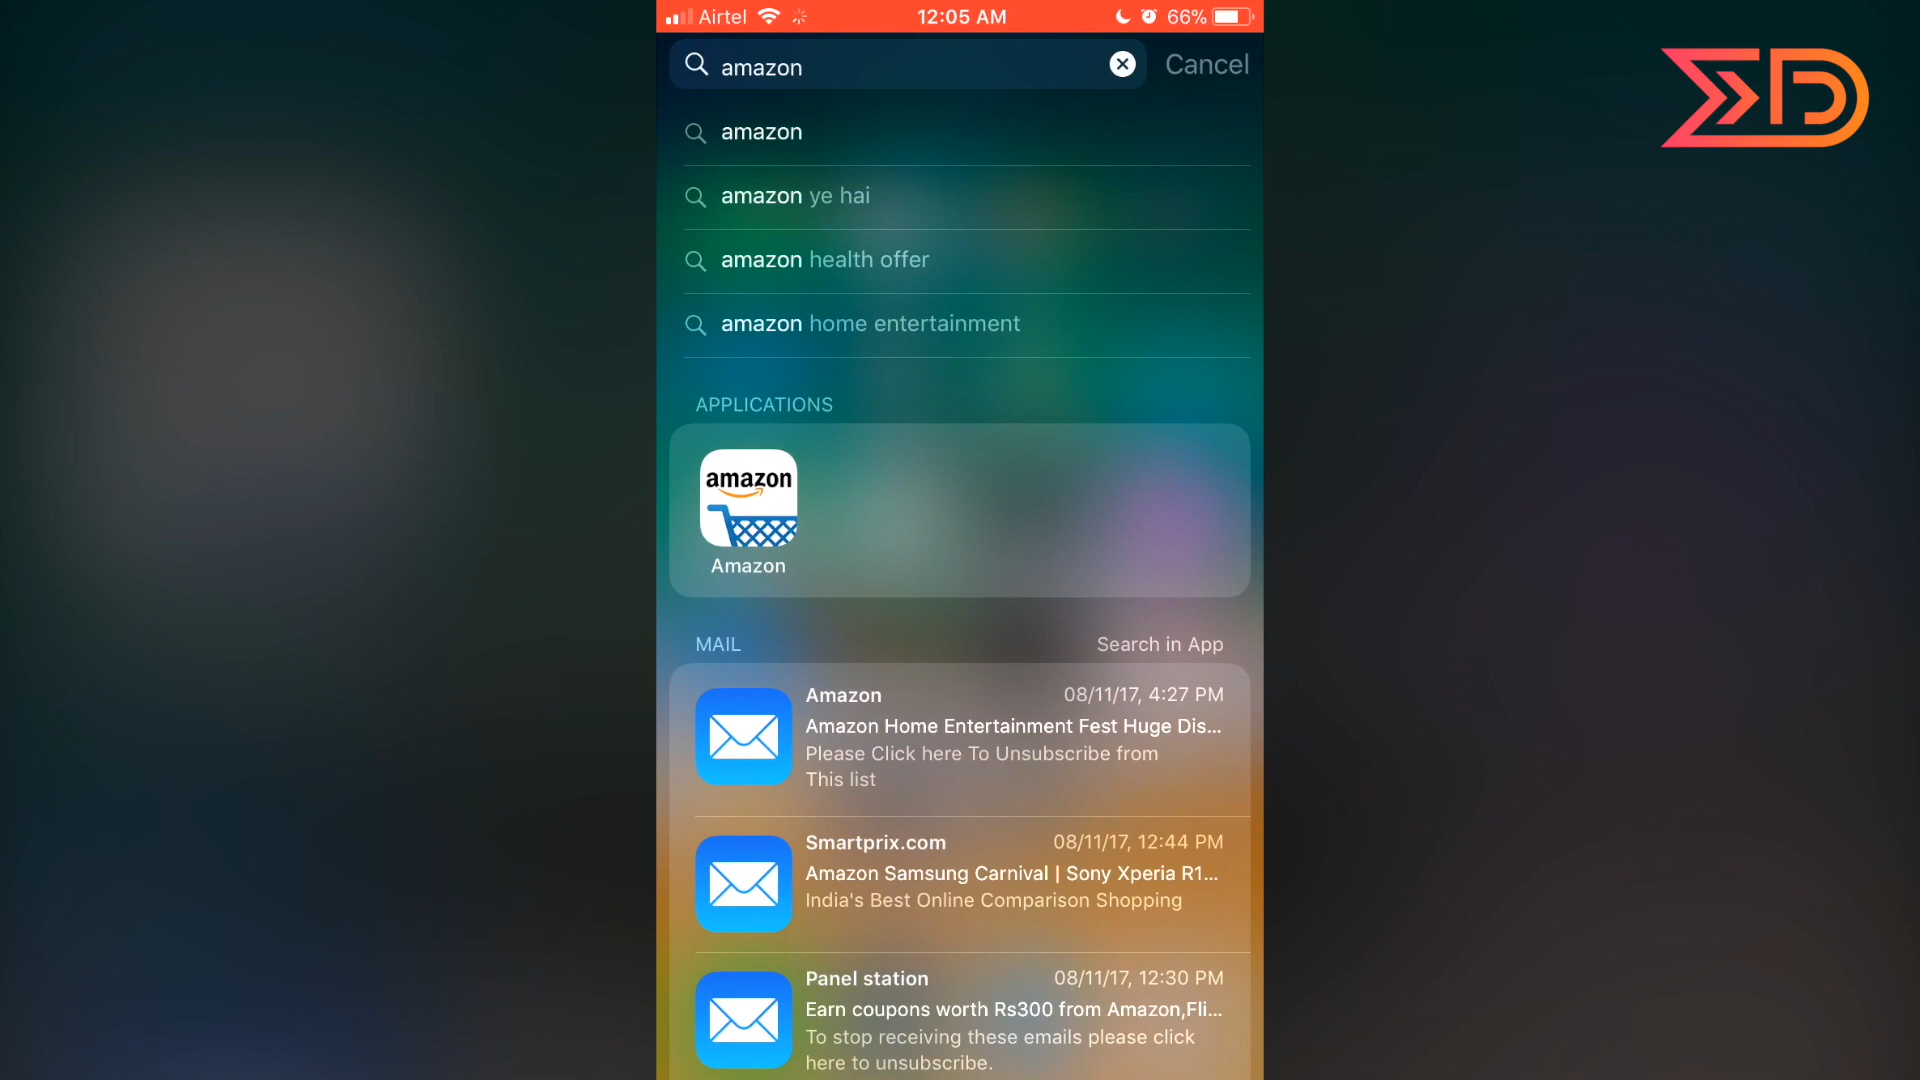 Airtel 12:05 AM 66%
amazon Cancel
amazon
amazon ye hai
amazon health offer
amazon home entertainment
APPLICATIONS
amazon
Amazon
MAIL Search in App
Amazon 08/11/17, 4:27 PM
Amazon Home Entertainment Fest Huge Dis...
Please Click here To Unsubscribe from
This list
Smartprix.com 08/11/17, 12:44 PM
Amazon Samsung Carnival | Sony Xperia R1...
India's Best Online Comparison Shopping
Panel station 08/11/17, 12:30 PM
Earn coupons worth Rs300 from Amazon,Fli...
To stop receiving these emails please click
here to unsubscribe.